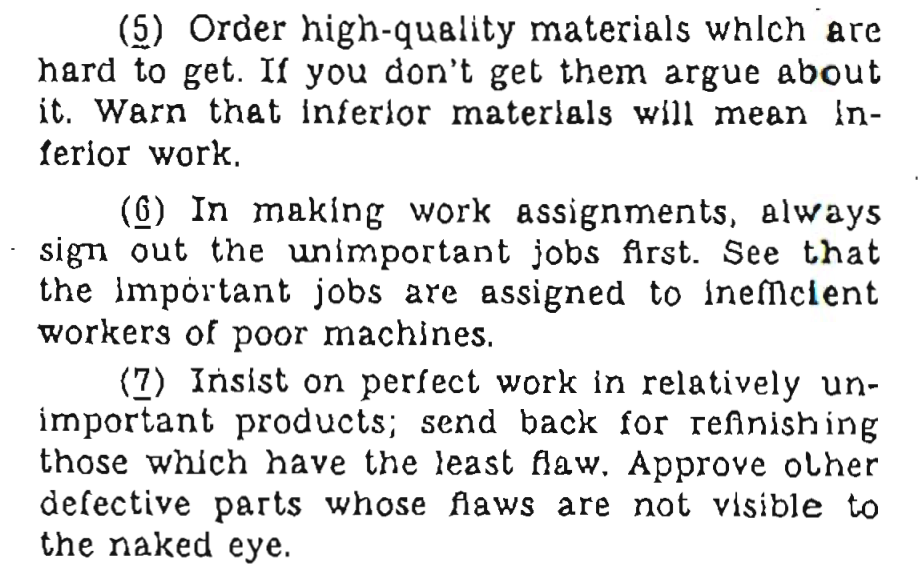 (5) Order high-quality materials which are
hard to get. If you don't get them argue about
it. Warn that inferior materials will mean in-
ferior work.
(6) In making work assignments, always
sign out the unimportant jobs first. See that
the important jobs are assigned to inefficient
workers of poor machines.
(7) Insist on perfect work in relatively un-
important products; send back for refinishing
those which have the least flaw. Approve other
defective parts whose flaws are not visible to
the naked eye.